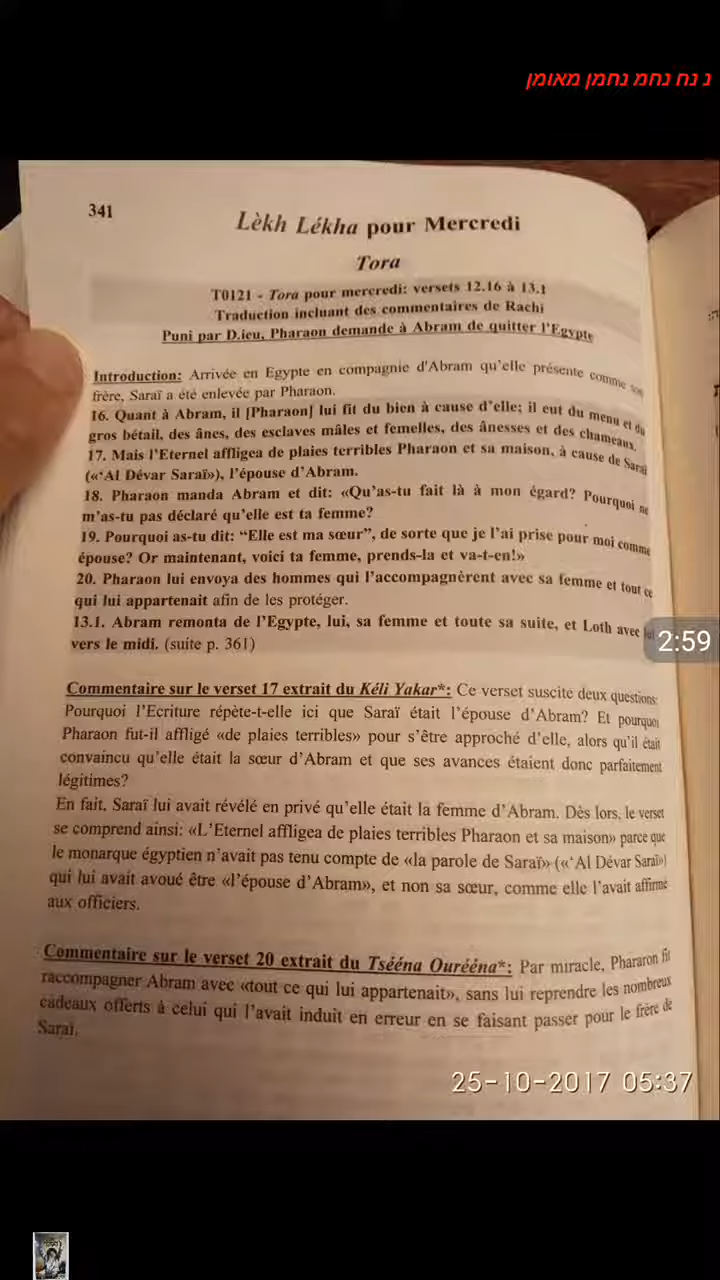 נ נח נחמ נחמן מאומן
341
Lèkh Lékha pour Mercredi
Tora
T0121 - Tora pour mercredi: versets 12.16 à 13.1
Traduction incluant des commentaires de Rachi
Puni par D.ieu, Pharaon demande à Abram de quitter l'Egypte
Introduction: Arrivée en Egypte en compagnie d'Abram qu'elle présente comme son
frère, Saraï a été enlevée par Pharaon.
16. Quant à Abram, il [Pharaon] lui fit du bien à cause d'elle; il eut du menu et du
gros bétail, des ânes, des esclaves mâles et femelles, des ânesses et des chameaux.
17. Mais l'Eternel affligea de plaies terribles Pharaon et sa maison, à cause de Saraï
(«'Al Dévar Saraï»), l'épouse d'Abram.
18. Pharaon manda Abram et dit: «Qu'as-tu fait là à mon égard? Pourquoi ne
m'as-tu pas déclaré qu'elle est ta femme?
19. Pourquoi as-tu dit: "Elle est ma sœur", de sorte que je l'ai prise pour moi comme
épouse? Or maintenant, voici ta femme, prends-la et va-t-en!»
20. Pharaon lui envoya des hommes qui l'accompagnèrent avec sa femme et tout ce
qui lui appartenait afin de les protéger.
13.1. Abram remonta de l'Egypte, lui, sa femme et toute sa suite, et Loth avec lui
vers le midi. (suite p. 361)
2:59
Commentaire sur le verset 17 extrait du Kéli Yakar*: Ce verset suscite deux questions:
Pourquoi l'Ecriture répète-t-elle ici que Saraï était l'épouse d'Abram? Et pourquoi
Pharaon fut-il affligé «de plaies terribles» pour s'être approché d'elle, alors qu'il était
convaincu qu'elle était la sœur d'Abram et que ses avances étaient donc parfaitement
légitimes?
En fait, Saraï lui avait révélé en privé qu'elle était la femme d'Abram. Dès lors, le verset
se comprend ainsi: «L'Eternel affligea de plaies terribles Pharaon et sa maison» parce que
le monarque égyptien n'avait pas tenu compte de «la parole de Saraï» («'Al Dévar Saraï»)
qui lui avait avoué être «l'épouse d'Abram», et non sa sœur, comme elle l'avait affirmé
aux officiers.
Commentaire sur le verset 20 extrait du Tsééna Ourééna*: Par miracle, Phararon fit
raccompagner Abram avec «tout ce qui lui appartenait», sans lui reprendre les nombreux
cadeaux offerts à celui qui l'avait induit en erreur en se faisant passer pour le frère de
Saraï.
25-10-2017 05:37